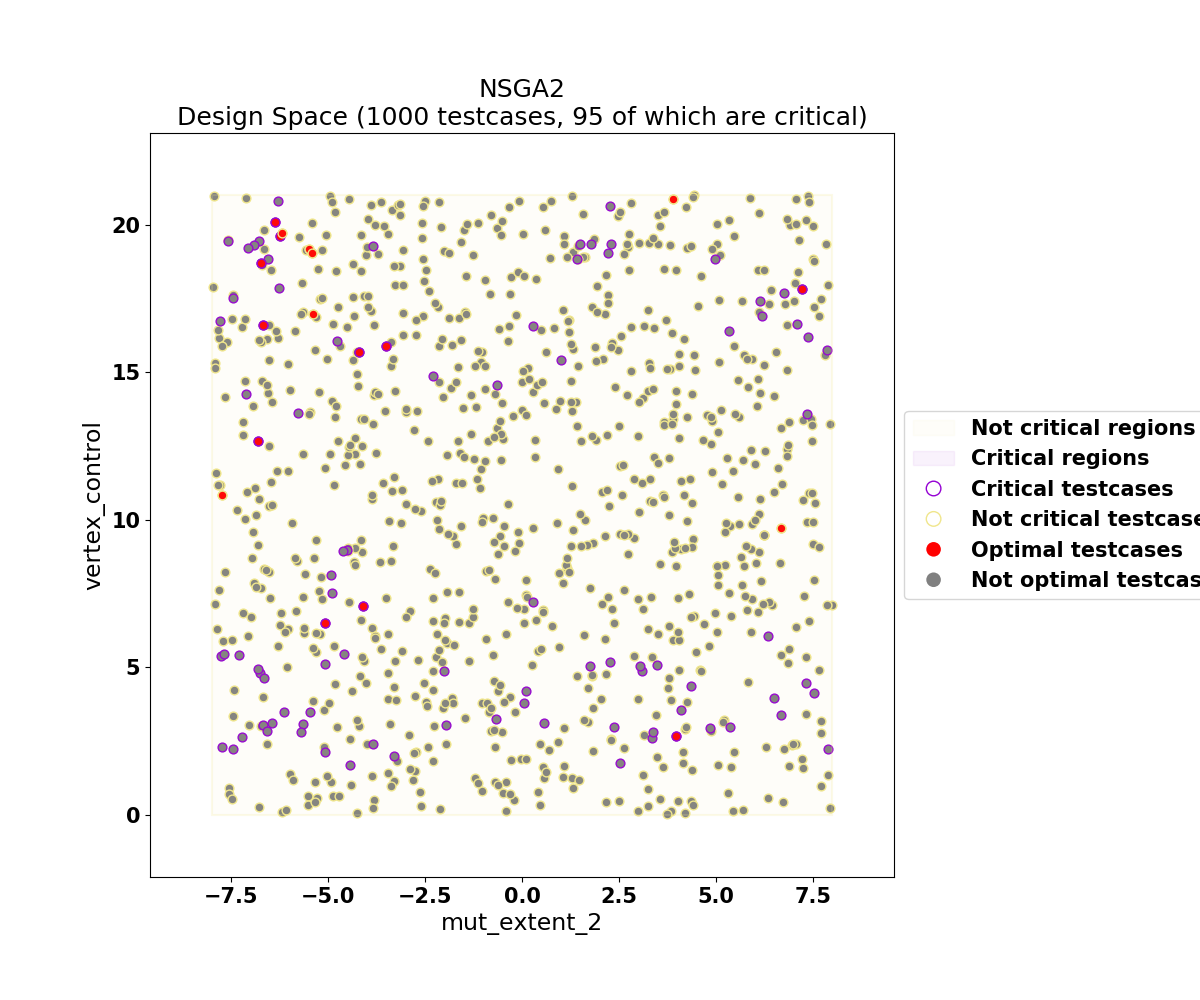 NSGA2
Design Space (1000 testcases, 95 of which are critical)
vertex_control
20
15
10
5
0
−7.5
−5.0
−2.5
0.0
2.5
5.0
7.5
mut_extent_2
Not critical regions
Critical regions
Critical testcases
Not critical testcase
Optimal testcases
Not optimal testcas